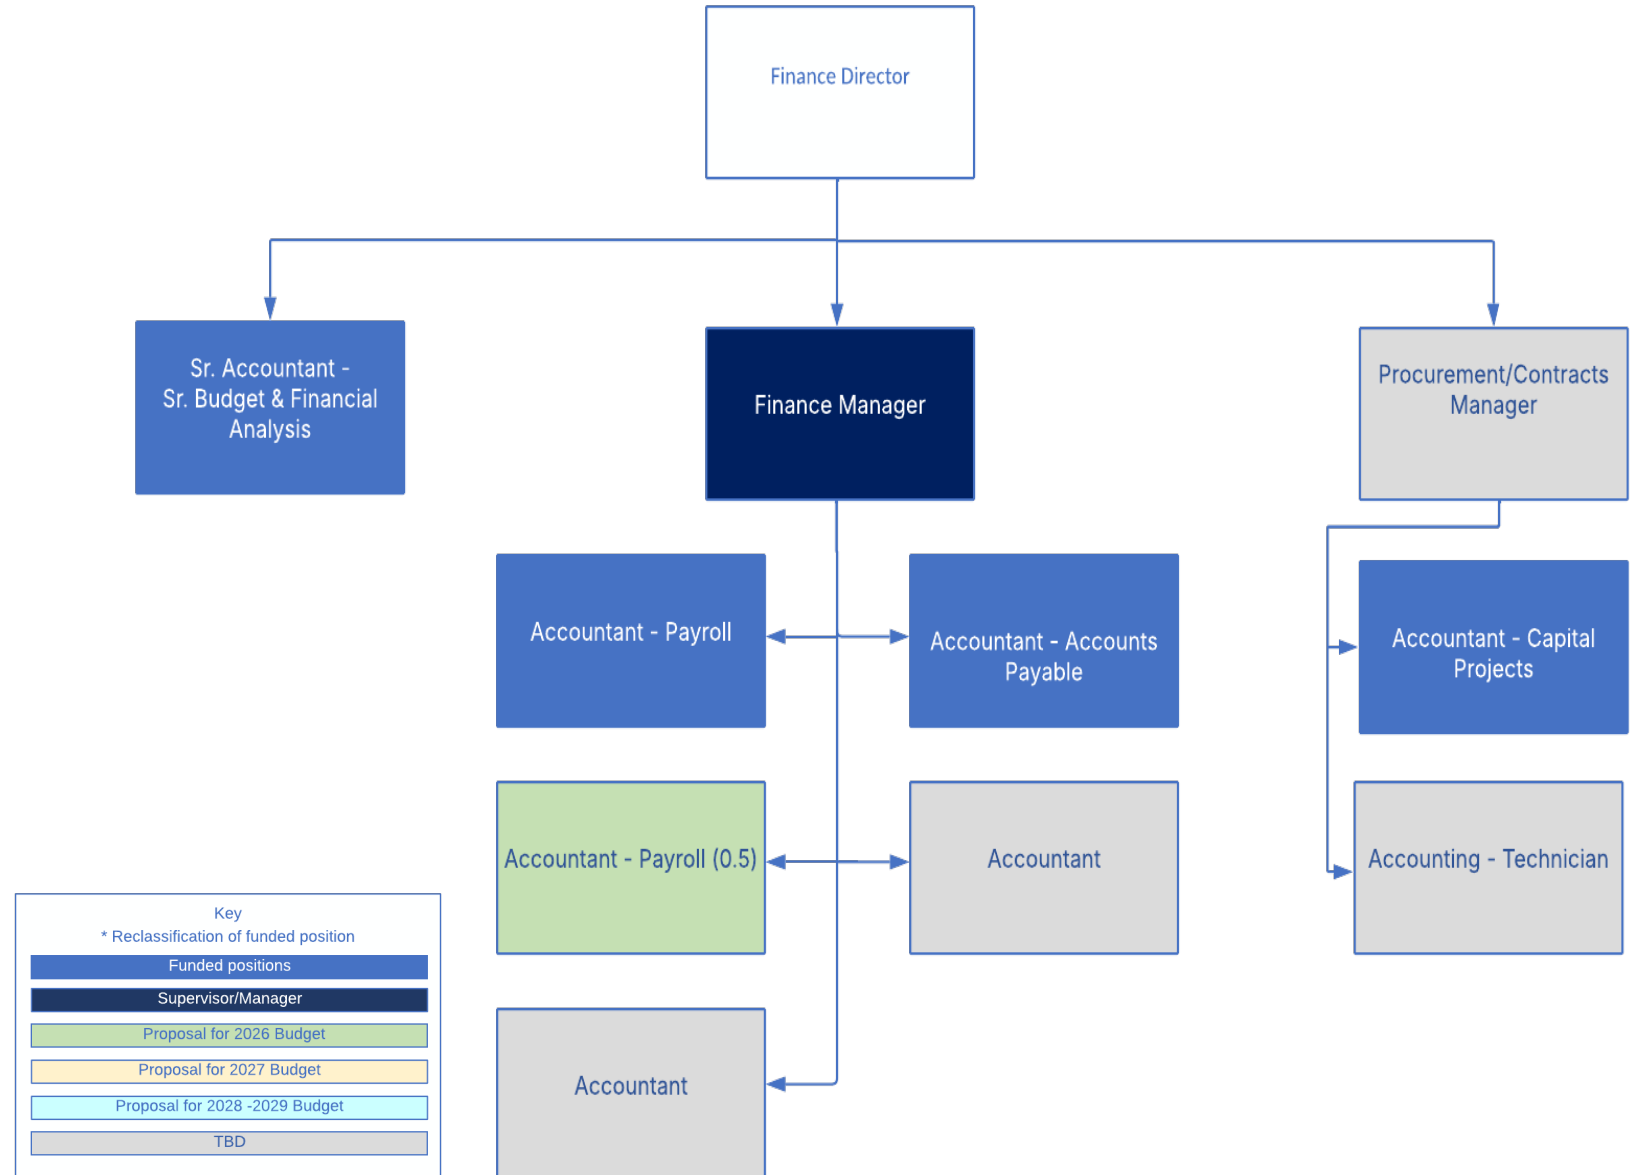 Finance Director
Sr. Accountant -
Sr. Budget & Financial
Analysis
Finance Manager
Procurement/Contracts
Manager
Accountant - Payroll
Accountant - Accounts
Payable
Accountant - Capital
Projects
Accountant - Payroll (0.5)
Accountant
Accounting - Technician
Accountant
Key
* Reclassification of funded position
Funded positions
Supervisor/Manager
Proposal for 2026 Budget
Proposal for 2027 Budget
Proposal for 2028 -2029 Budget
TBD